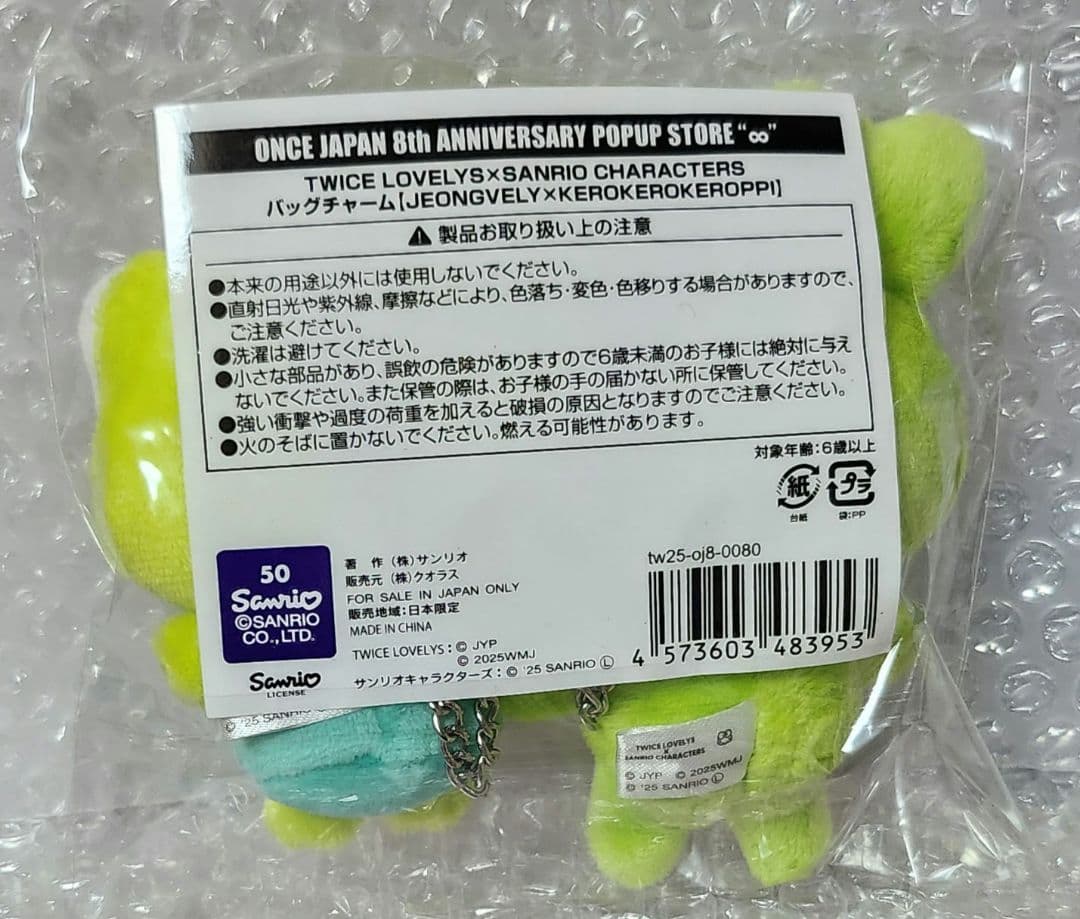 ONCE JAPAN 8th ANNIVERSARY POPUP STORE "∞"
TWICE LOVELYS×SANRIO CHARACTERS
バッグチャーム【JEONGVELY×KEROKEROKEROPPI】
⚠ 製品お取り扱い上の注意
●本来の用途以外には使用しないでください。
●直射日光や紫外線、摩擦などにより、色落ち・変色・色移りする場合がありますので、
ご注意ください。
●洗濯は避けてください。
●小さな部品があり、誤飲の危険がありますので6歳未満のお子様には絶対に与え
ないでください。また保管の際は、お子様の手の届かない所に保管してください。
●強い衝撃や過度の荷重を加えると破損の原因となりますのでご注意ください。
●火のそばに置かないでください。燃える可能性があります。
対象年齢:6歳以上
紙 プラ
台紙 袋:PP
50
Sanrio
©SANRIO
CO.,LTD.
Sanrio
LICENSE
著 作 (株)サンリオ
販売元 (株)クオラス
FOR SALE IN JAPAN ONLY
販売地域:日本限定
MADE IN CHINA
TWICE LOVELYS:© JYP
© 2025WMJ
サンリオキャラクターズ:© '25 SANRIO Ⓛ
tw25-oj8-0080
4 573603 483953
© '25 SANRIO
TWICE LOVELYS
×
SANRIO CHARACTERS
© JYP © 2025WMJ
© '25 SANRIO Ⓛ